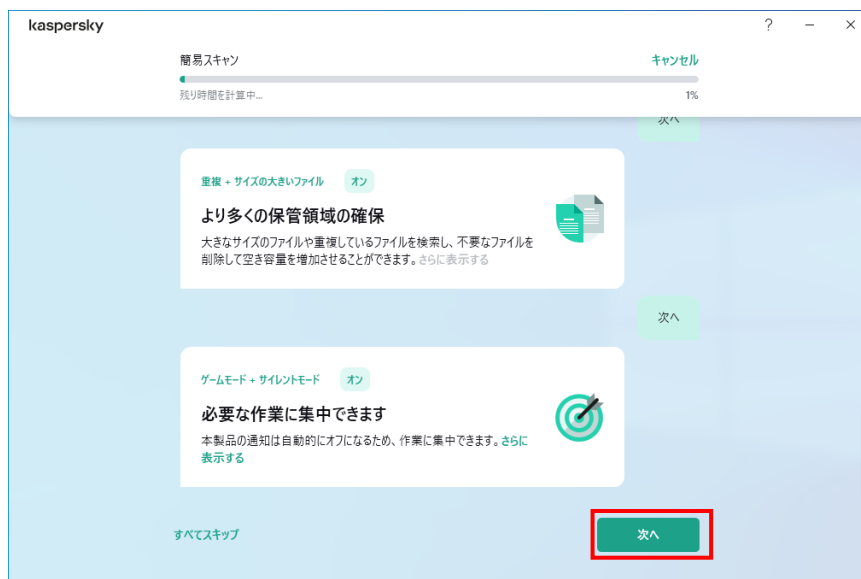 kaspersky
簡易スキャン
キャンセル
残り時間を計算中...
1%
次へ
重複 + サイズの大きいファイル
オン
より多くの保管領域の確保
大きなサイズのファイルや重複しているファイルを検索し、不要なファイルを
削除して空き容量を増加させることができます。さらに表示する
次へ
ゲームモード + サイレントモード
オン
必要な作業に集中できます
本製品の通知は自動的にオフになるため、作業に集中できます。さらに
表示する
すべてスキップ
次へ